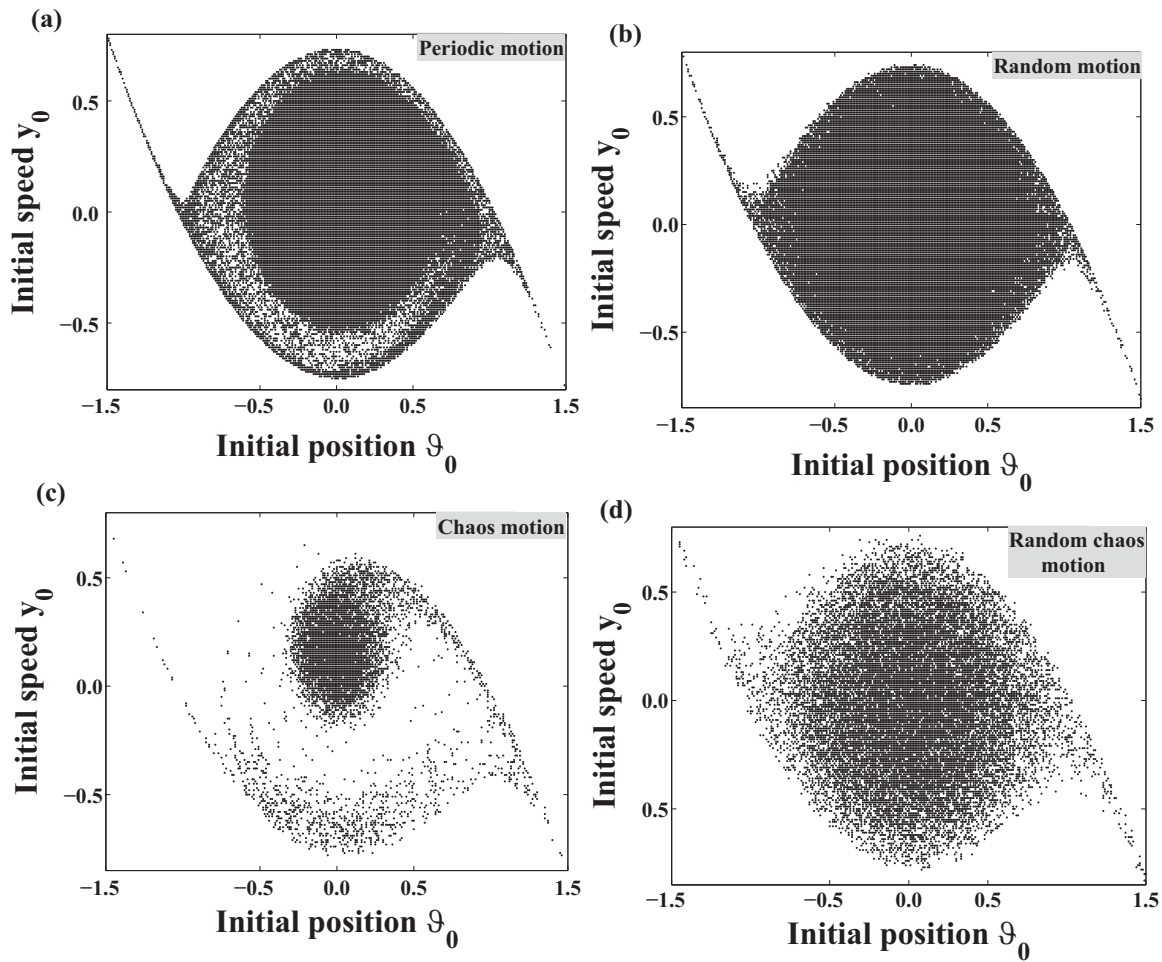 (a)
Periodic motion
Initial speed y0
0.5
0.0
−0.5
−1.5
−0.5
0.0
0.5
1.5
Initial position ϑ0
(b)
Random motion
Initial speed y0
0.5
0.0
−0.5
−1.5
−0.5
0.0
0.5
1.5
Initial position ϑ0
(c)
Chaos motion
Initial speed y0
0.5
0.0
−0.5
−1.5
−0.5
0.0
0.5
1.5
Initial position ϑ0
(d)
Random chaos
motion
Initial speed y0
0.5
0.0
0.5
−1.5
−0.5
0.0
0.5
1.5
Initial position ϑ0